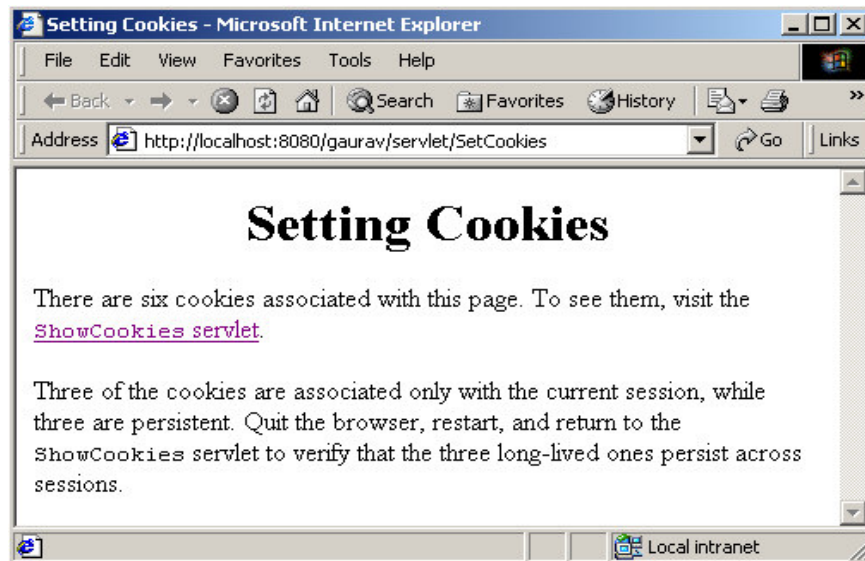 Setting Cookies - Microsoft Internet Explorer
File Edit View Favorites Tools Help
Back Search Favorites History »
Address http://localhost:8080/gaurav/servlet/SetCookies Go Links
Setting Cookies
There are six cookies associated with this page. To see them, visit the
ShowCookies servlet.
Three of the cookies are associated only with the current session, while
three are persistent. Quit the browser, restart, and return to the
ShowCookies servlet to verify that the three long-lived ones persist across
sessions.
Local intranet